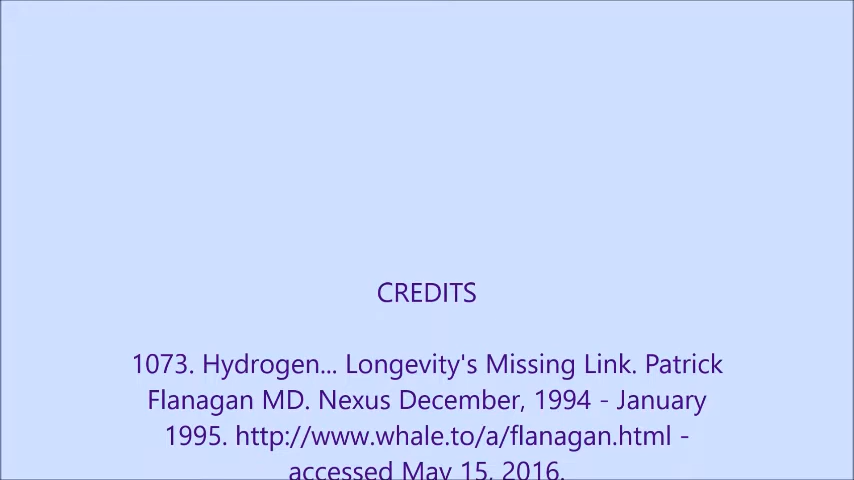 CREDITS
1073. Hydrogen... Longevity's Missing Link. Patrick
Flanagan MD. Nexus December, 1994 - January
1995. http://www.whale.to/a/flanagan.html -
accessed May 15, 2016.